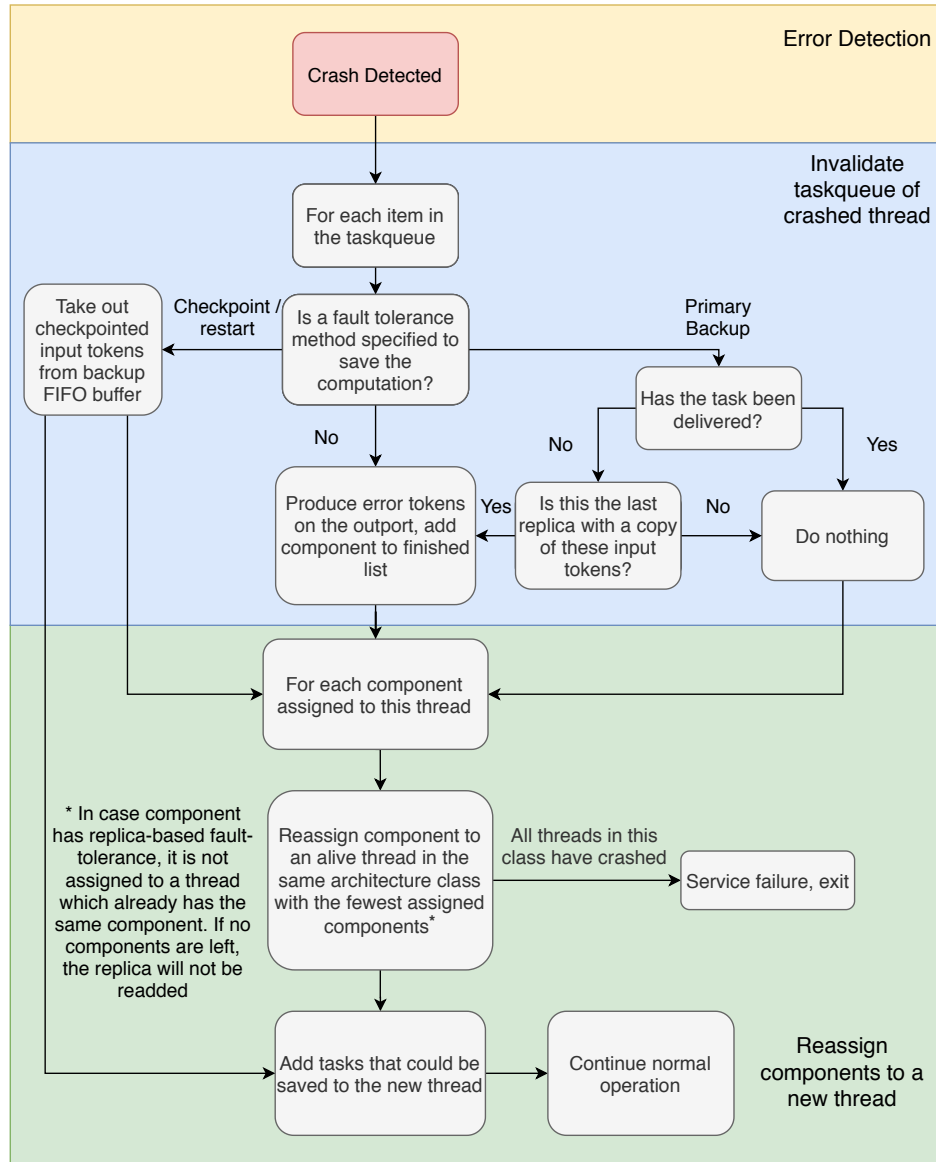 Error Detection
Crash Detected
Invalidate
taskqueue of
crashed thread
For each item in
the taskqueue
Take out
checkpointed
input tokens
from backup
FIFO buffer
Checkpoint /
restart
Is a fault tolerance
method specified to
save the
computation?
Primary
Backup
Has the task been
delivered?
No
No
Yes
Produce error tokens
on the outport, add
component to finished
list
Yes
Is this the last
replica with a copy
of these input
tokens?
No
Do nothing
For each component
assigned to this thread
* In case component
has replica-based fault-
tolerance, it is not
assigned to a thread
which already has the
same component. If no
components are left,
the replica will not be
readded
Reassign component to
an alive thread in the
same architecture class
with the fewest assigned
components*
All threads in this
class have crashed
Service failure, exit
Add tasks that could be
saved to the new thread
Continue normal
operation
Reassign
components to a
new thread